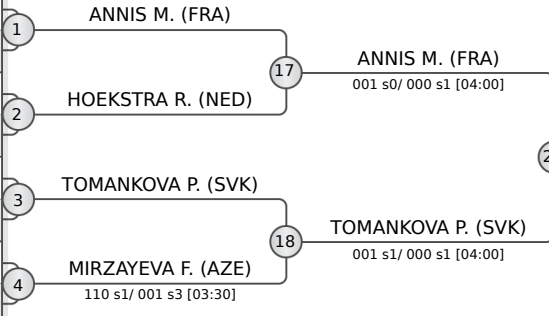 ANNIS M. (FRA)
1
17
ANNIS M. (FRA)
001 s0/ 000 s1 [04:00]
HOEKSTRA R. (NED)
2
TOMANKOVA P. (SVK)
3
18
TOMANKOVA P. (SVK)
001 s1/ 000 s1 [04:00]
MIRZAYEVA F. (AZE)
4
110 s1/ 001 s3 [03:30]